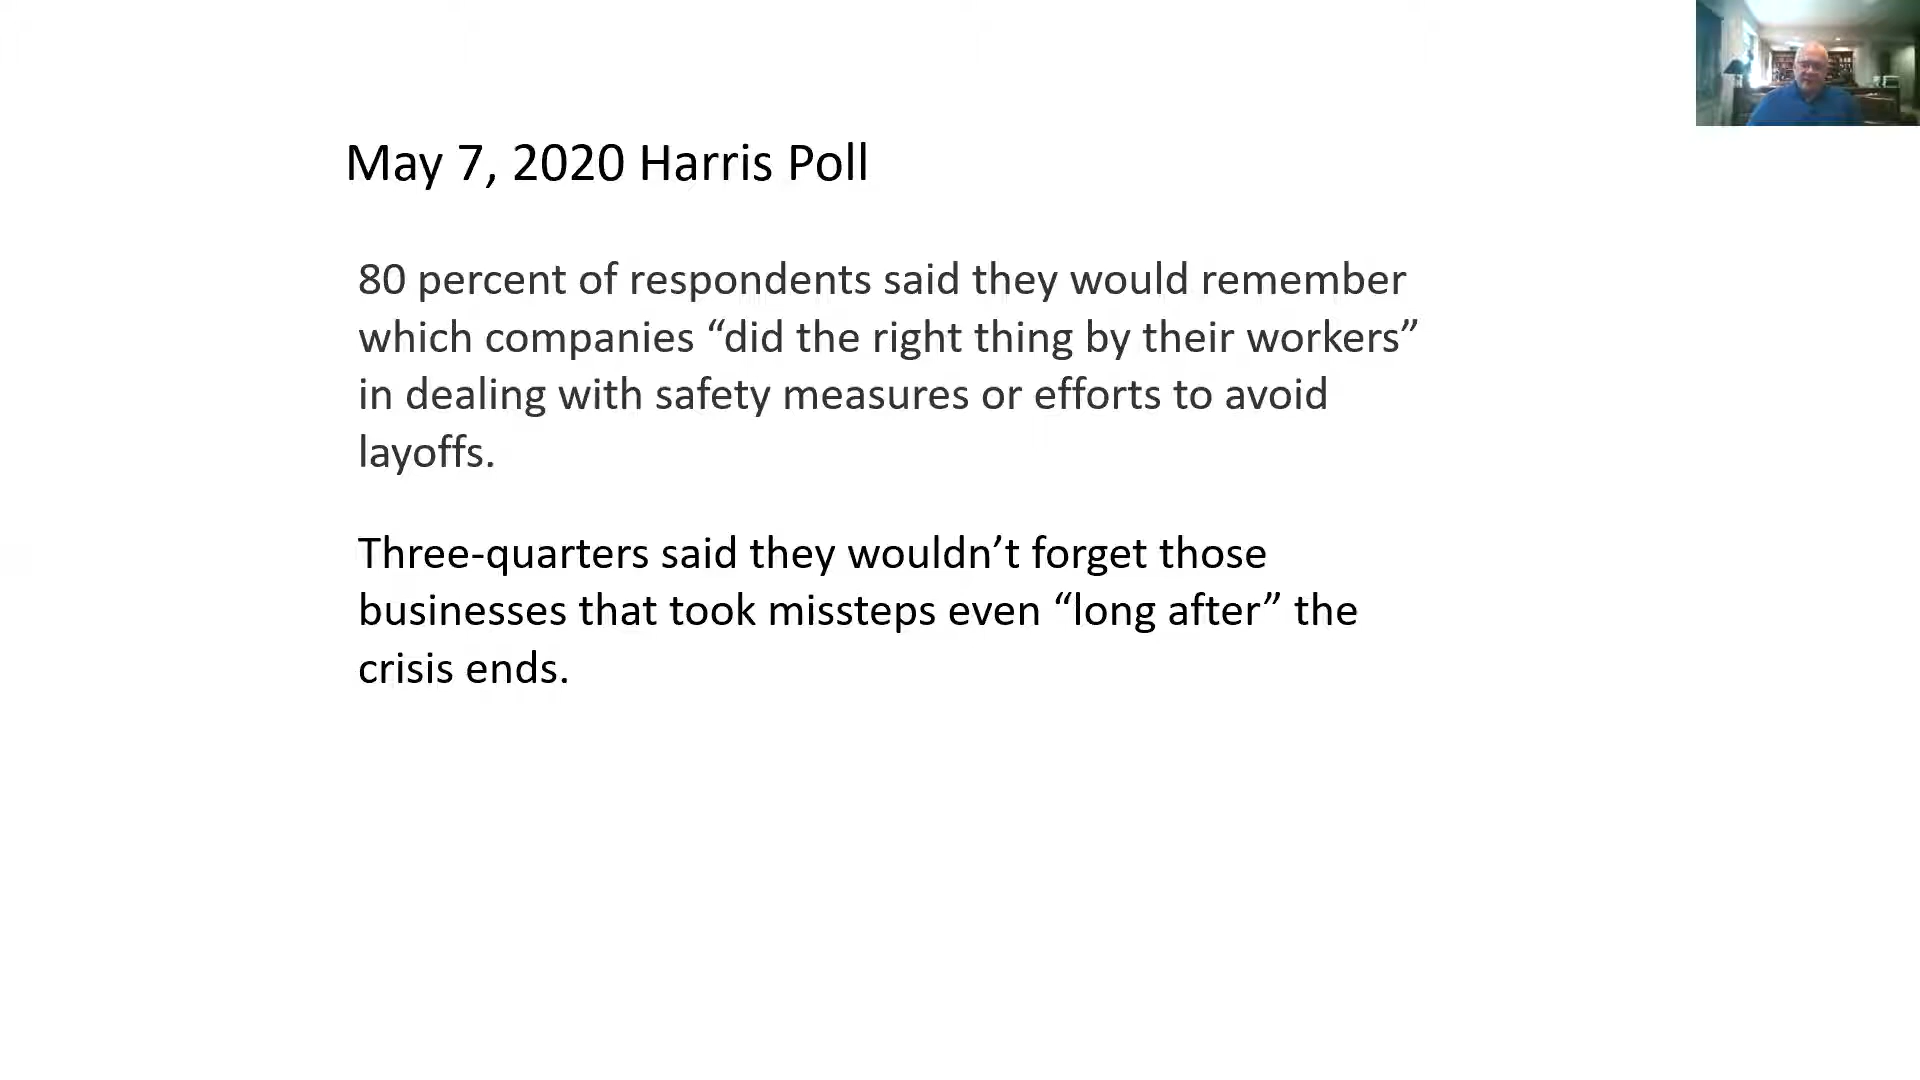 May 7, 2020 Harris Poll
80 percent of respondents said they would remember
which companies “did the right thing by their workers”
in dealing with safety measures or efforts to avoid
layoffs.
Three-quarters said they wouldn’t forget those
businesses that took missteps even “long after” the
crisis ends.